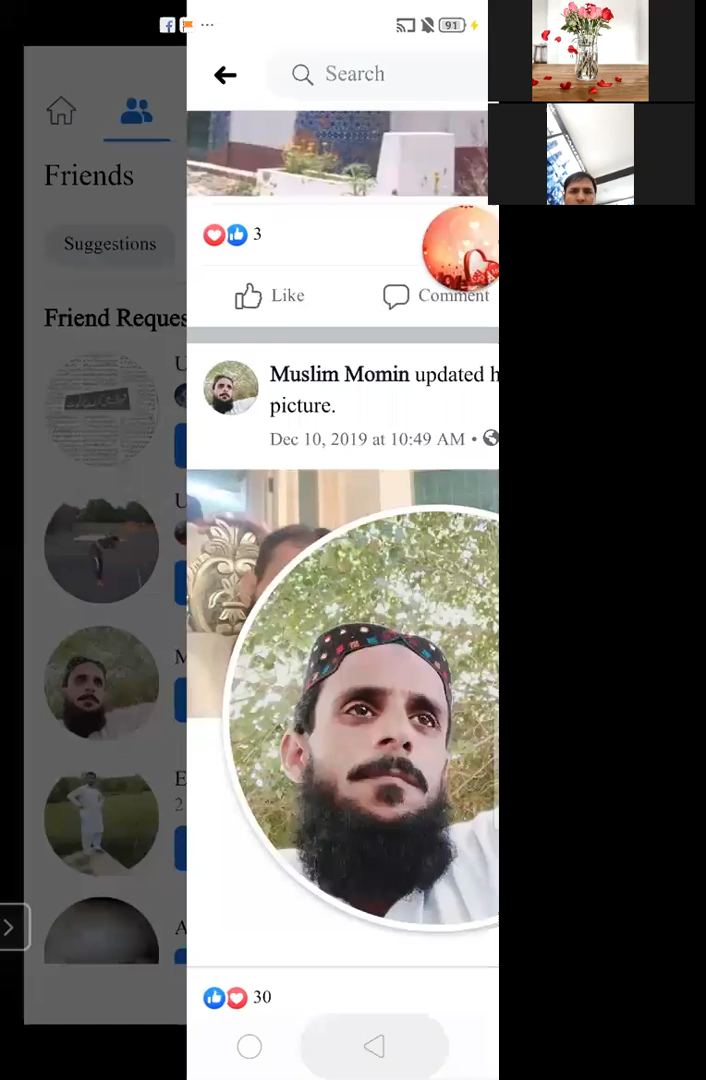 91
Search
Friends
Suggestions
Friend Reques
U
U
M
E
2
A
3
Like
Comment
Muslim Momin updated h
picture.
Dec 10, 2019 at 10:49 AM •
30